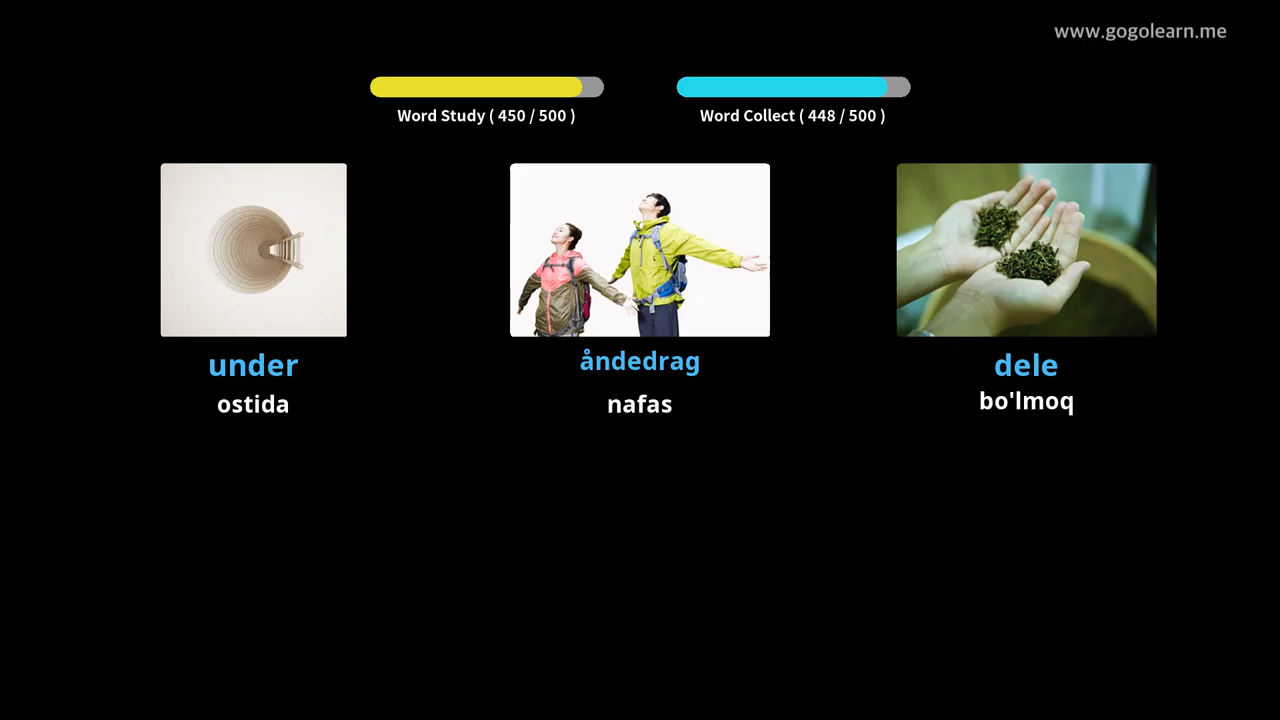 www.gogolearn.me
Word Study ( 450 / 500 )
Word Collect ( 448 / 500 )
under
ostida
åndedrag
nafas
dele
bo'lmoq